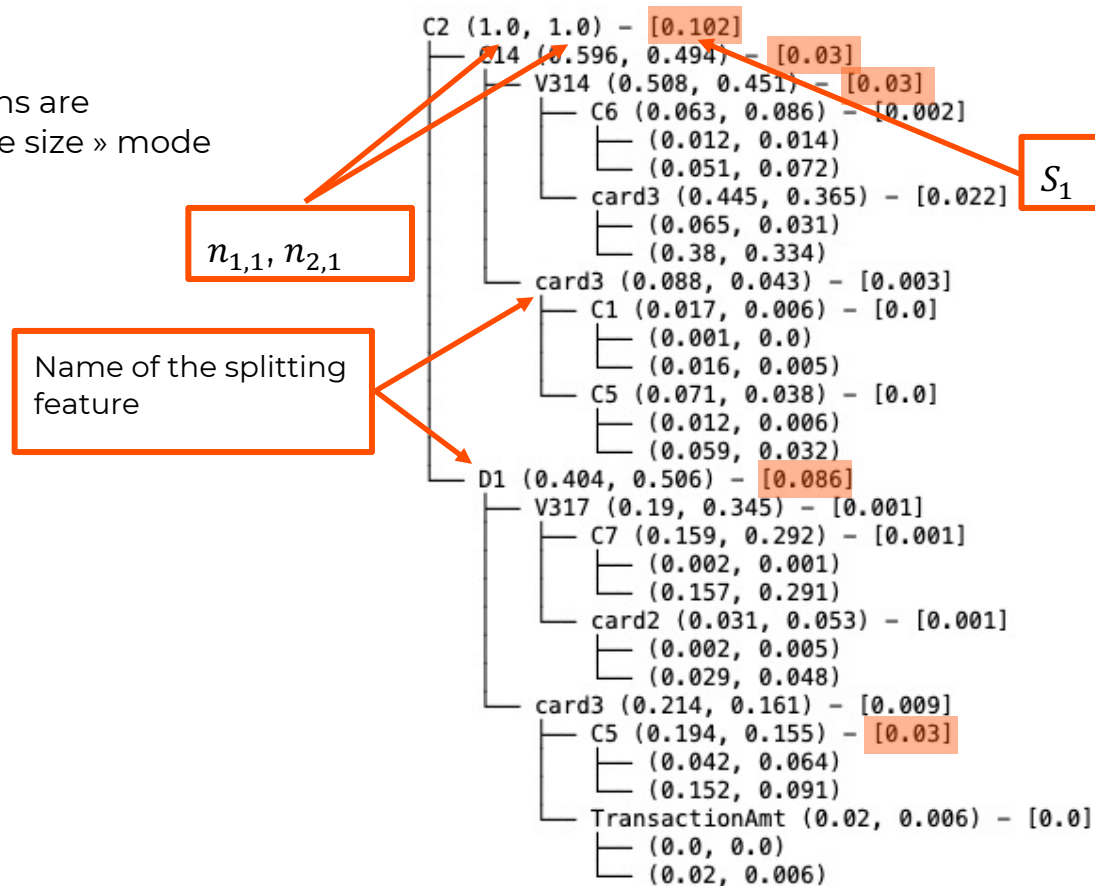 C2 (1.0, 1.0) – [0.102]
C14 (0.596, 0.494) – [0.03]
V314 (0.508, 0.451) – [0.03]
ns are
C6 (0.063, 0.086) – [0.002]
e size » mode
(0.012, 0.014)
(0.051, 0.072)
S₁
card3 (0.445, 0.365) – [0.022]
(0.065, 0.031)
n₁,₁, n₂,₁
(0.38, 0.334)
card3 (0.088, 0.043) – [0.003]
C1 (0.017, 0.006) – [0.0]
(0.001, 0.0)
(0.016, 0.005)
Name of the splitting
feature
C5 (0.071, 0.038) – [0.0]
(0.012, 0.006)
(0.059, 0.032)
D1 (0.404, 0.506) – [0.086]
V317 (0.19, 0.345) – [0.001]
C7 (0.159, 0.292) – [0.001]
(0.002, 0.001)
(0.157, 0.291)
card2 (0.031, 0.053) – [0.001]
(0.002, 0.005)
(0.029, 0.048)
card3 (0.214, 0.161) – [0.009]
C5 (0.194, 0.155) – [0.03]
(0.042, 0.064)
(0.152, 0.091)
TransactionAmt (0.02, 0.006) – [0.0]
(0.0, 0.0)
(0.02, 0.006)